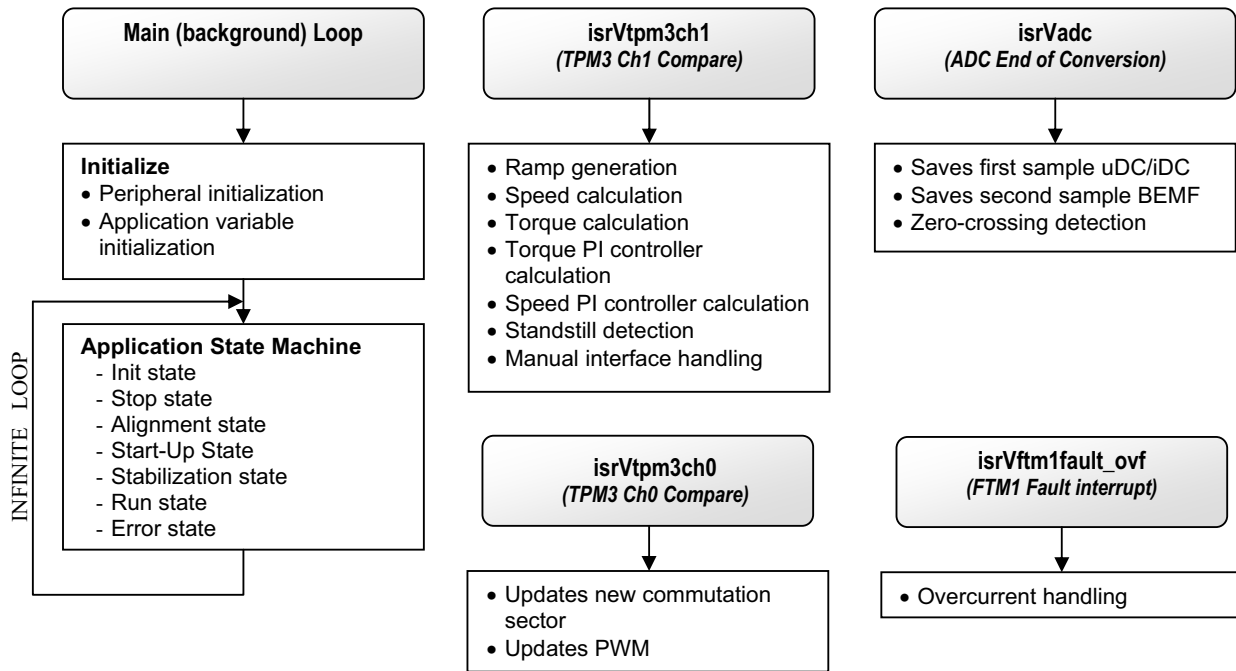 Main (background) Loop
Initialize
• Peripheral initialization
• Application variable
initialization
INFINITE LOOP
Application State Machine
- Init state
- Stop state
- Alignment state
- Start-Up State
- Stabilization state
- Run state
- Error state
isrVtpm3ch1
(TPM3 Ch1 Compare)
• Ramp generation
• Speed calculation
• Torque calculation
• Torque PI controller
calculation
• Speed PI controller calculation
• Standstill detection
• Manual interface handling
isrVadc
(ADC End of Conversion)
• Saves first sample uDC/iDC
• Saves second sample BEMF
• Zero-crossing detection
isrVtpm3ch0
(TPM3 Ch0 Compare)
• Updates new commutation
sector
• Updates PWM
isrVftm1fault_ovf
(FTM1 Fault interrupt)
• Overcurrent handling